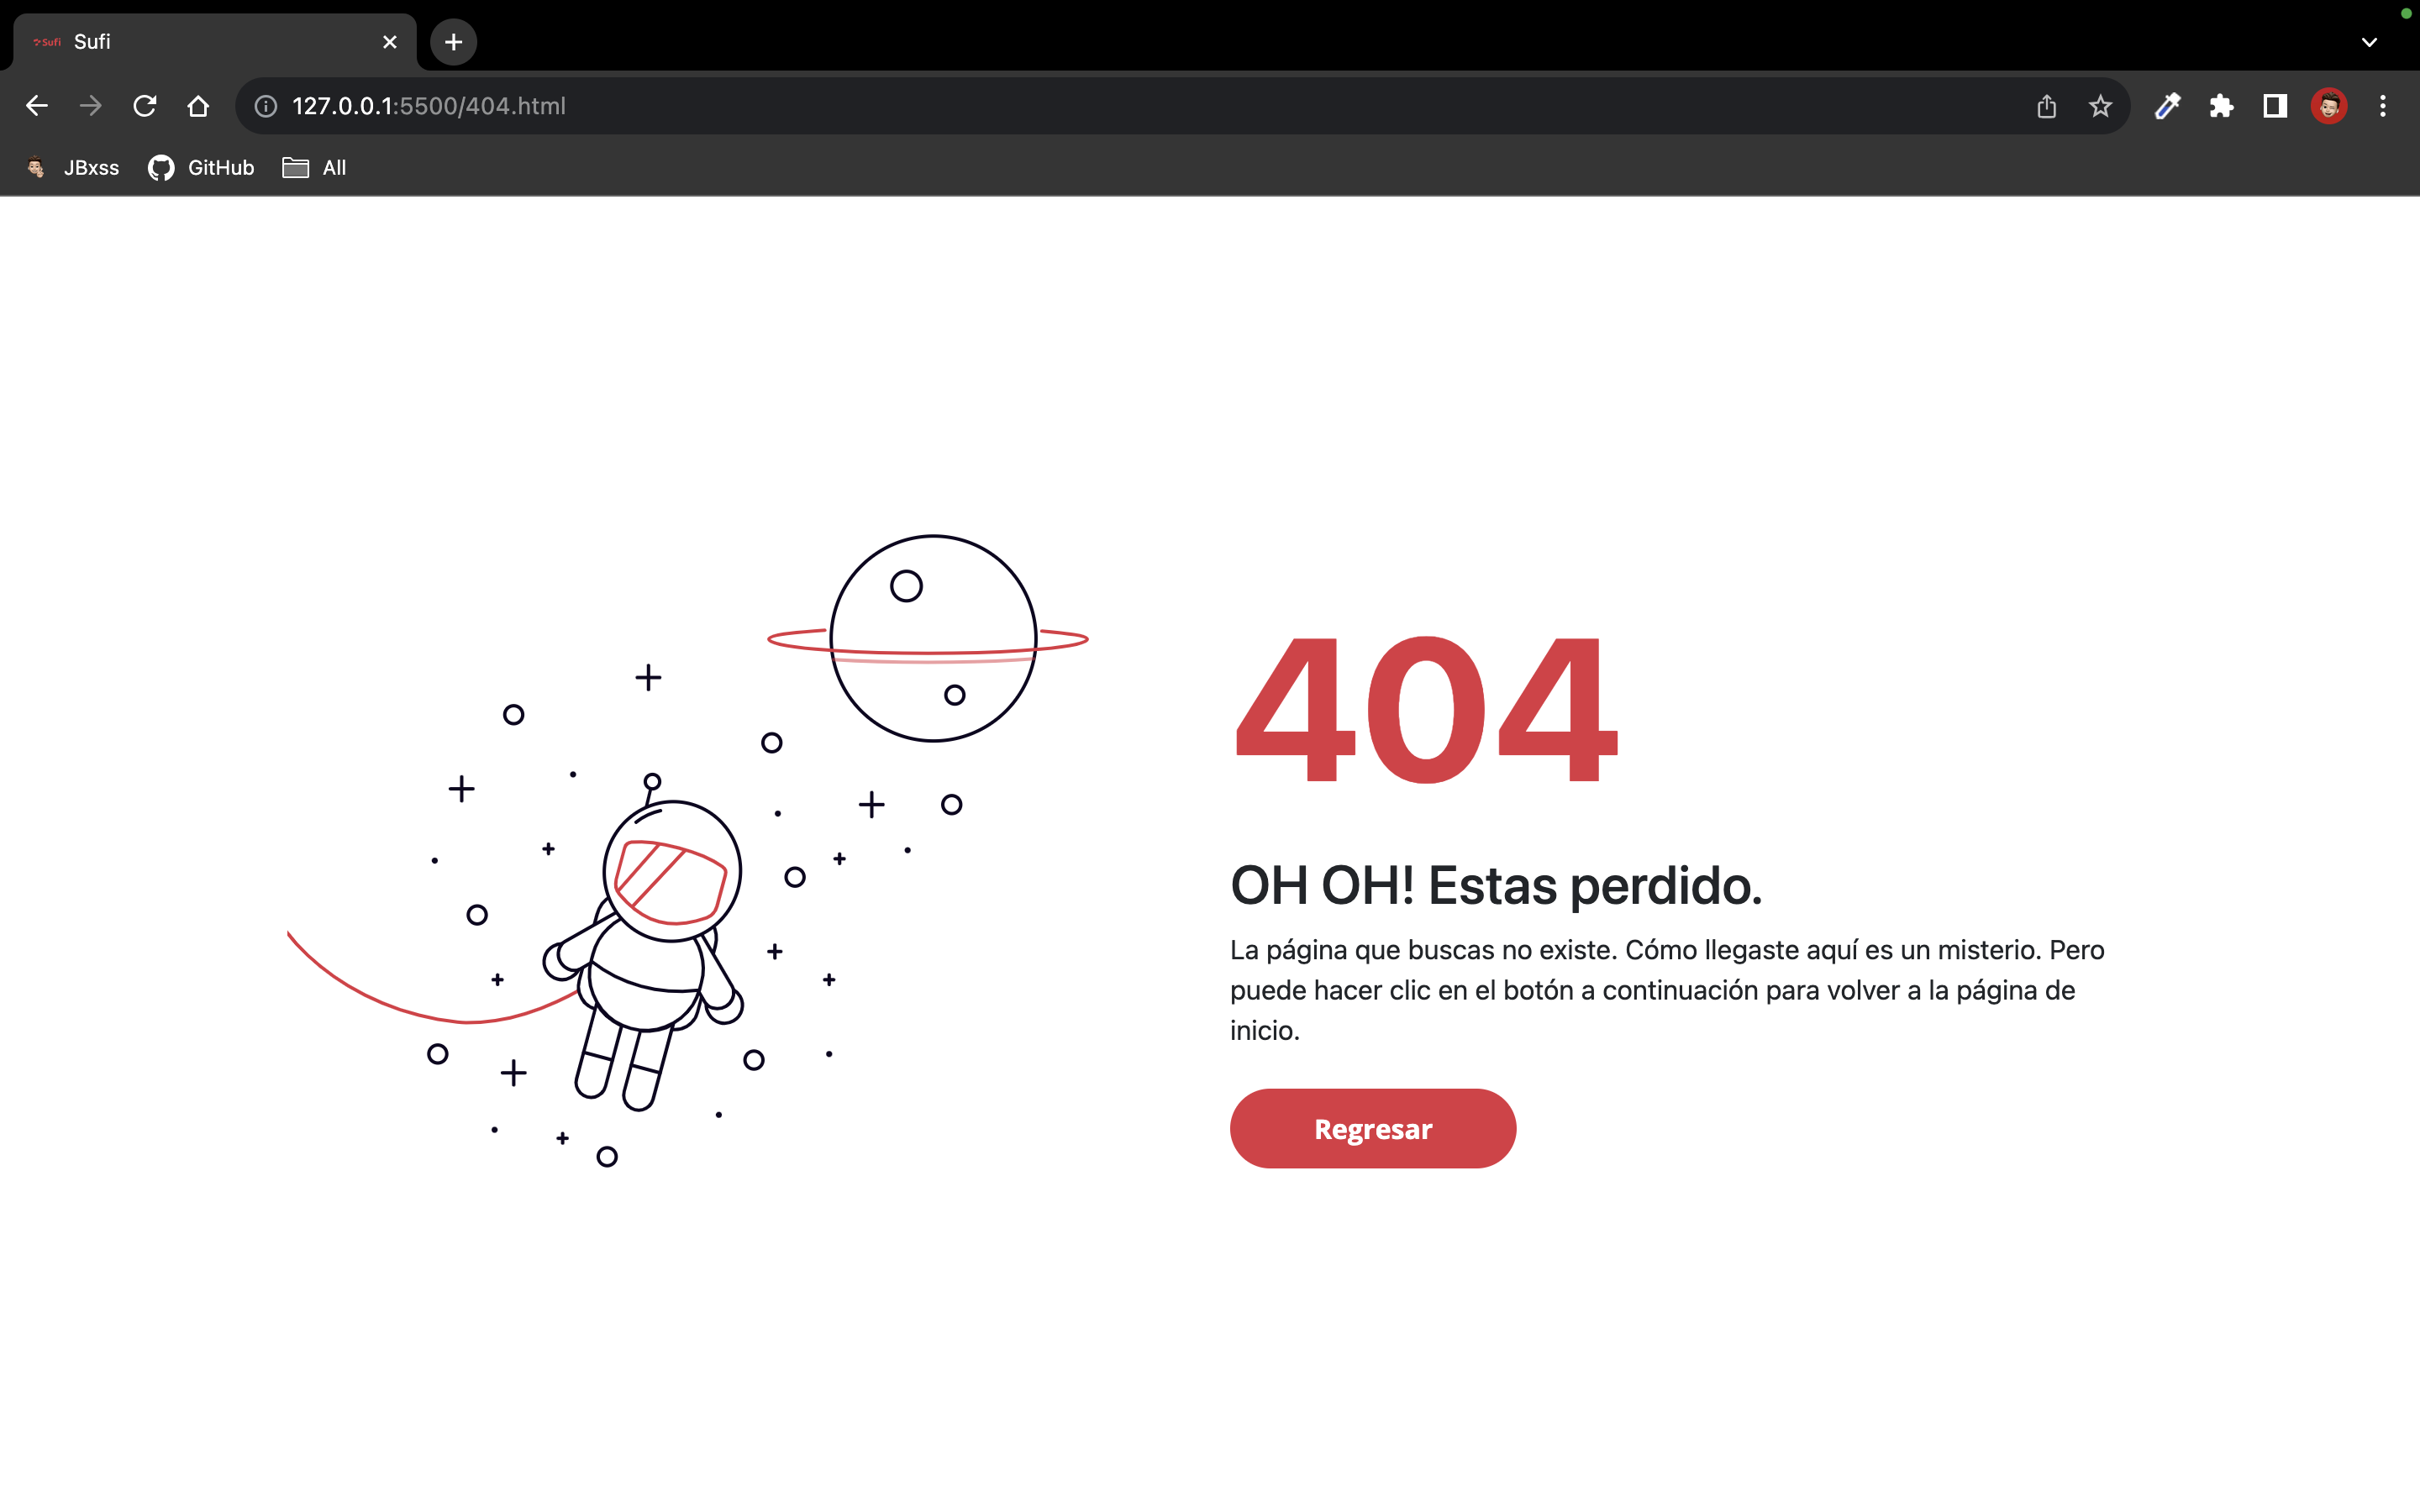 Sufi Sufi
127.0.0.1:5500/404.html
JBxss GitHub All
404
OH OH! Estas perdido.
La página que buscas no existe. Cómo llegaste aquí es un misterio. Pero
puede hacer clic en el botón a continuación para volver a la página de
inicio.
Regresar